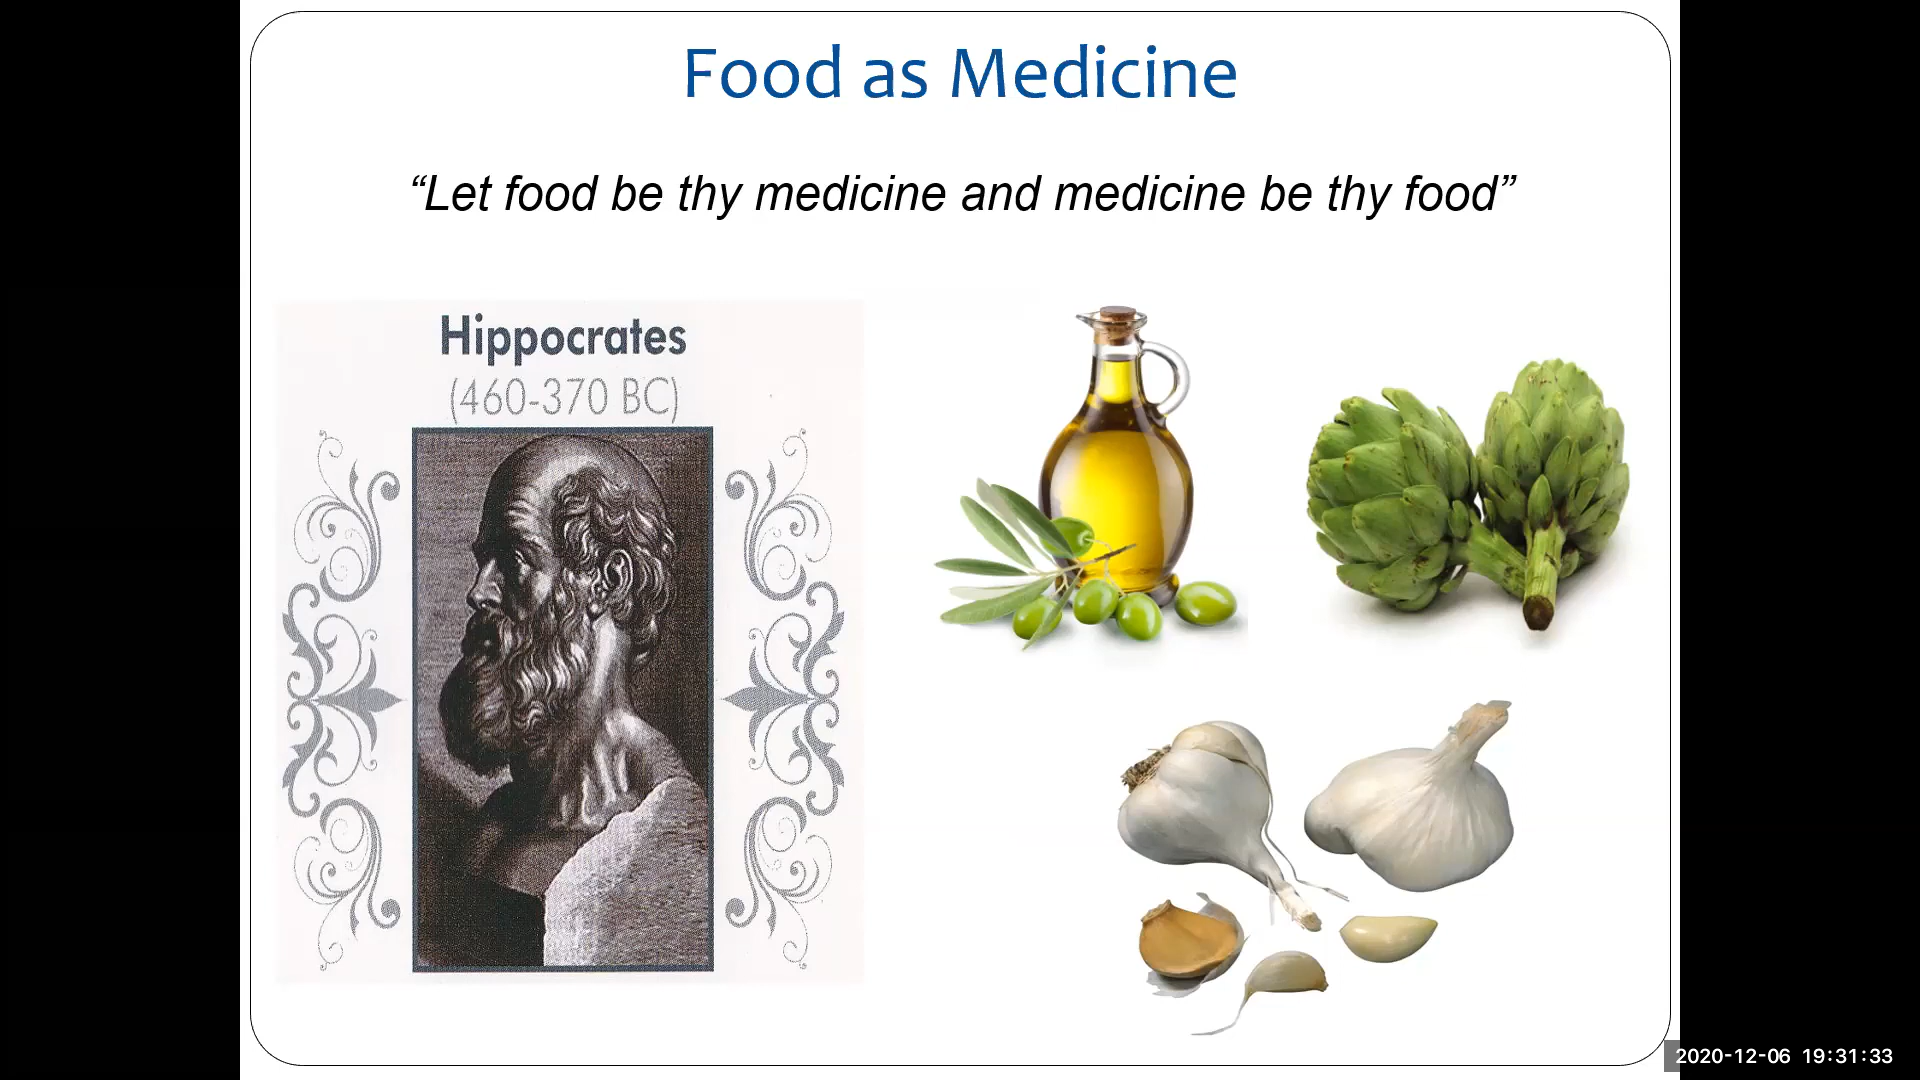 Food as Medicine
“Let food be thy medicine and medicine be thy food”
Hippocrates
(460-370 BC)
2020-12-06 19:31:33